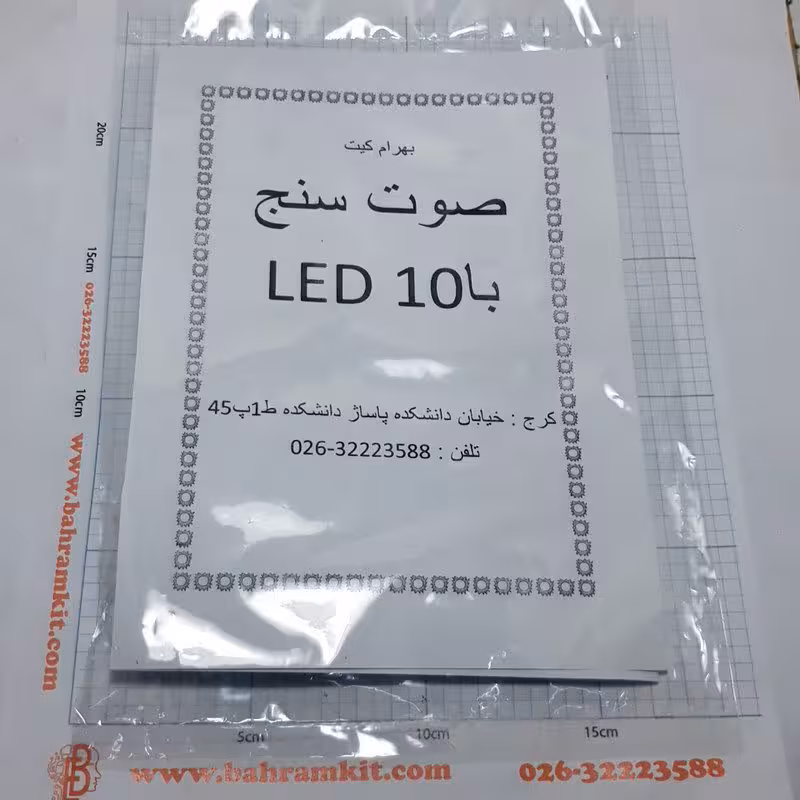 بهرام کیت
صوت سنج
با10 LED
کرج : خیابان دانشکده پاساژ دانشکده ط1پ45
تلفن : 32223588-026
20cm
15cm
026-32223588
10cm
www.bahramkit.com
5cm
10cm
15cm
B
www.bahramkit.com
026-32223588